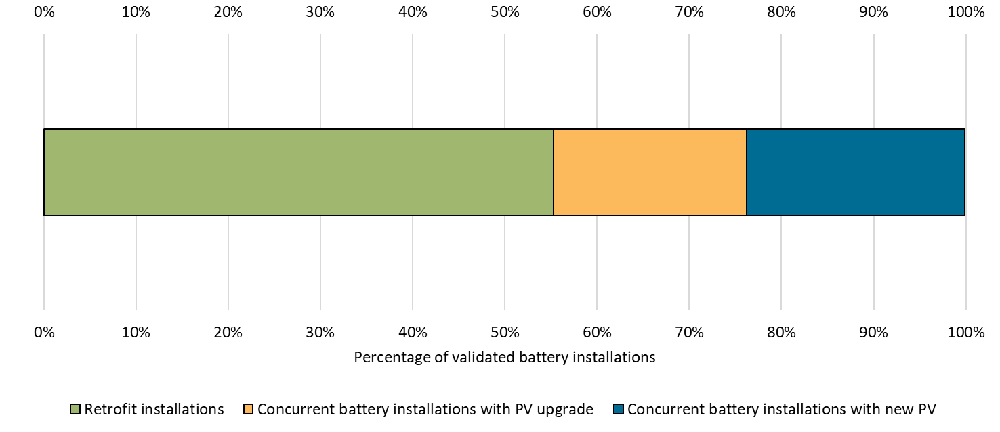 0% 10% 20% 30% 40% 50% 60% 70% 80% 90% 100%
0% 10% 20% 30% 40% 50% 60% 70% 80% 90% 100%
Percentage of validated battery installations
Retrofit installations Concurrent battery installations with PV upgrade Concurrent battery installations with new PV